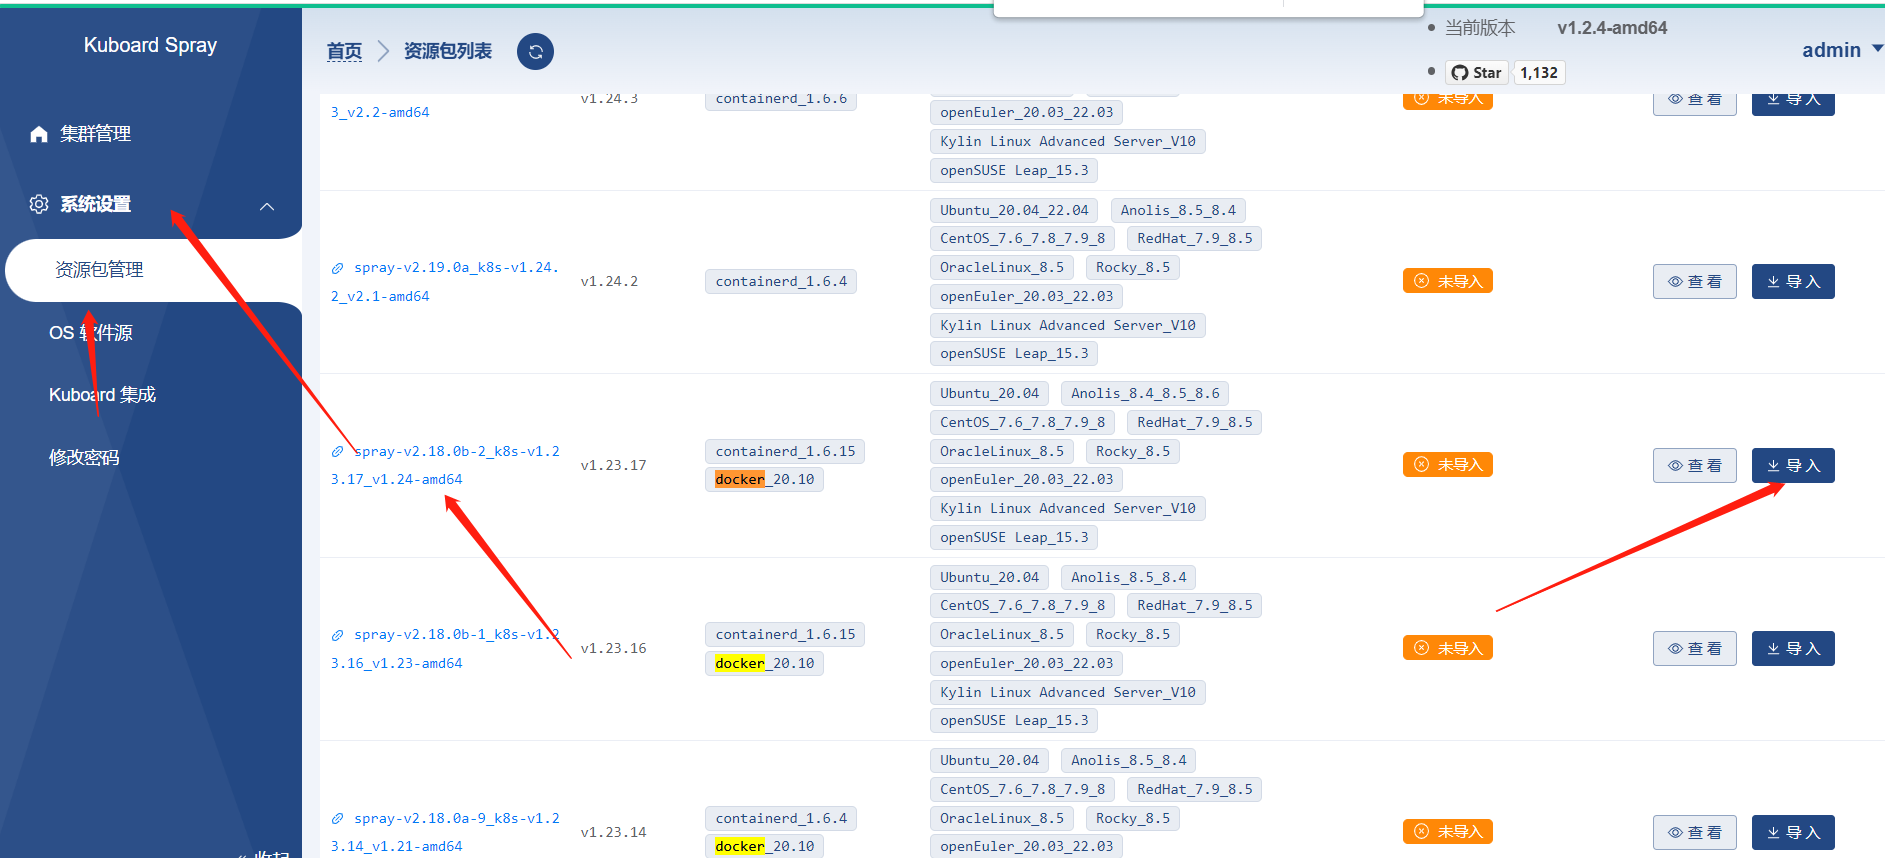 Kuboard Spray
集群管理
系统设置
资源包管理
OS 软件源
Kuboard 集成
修改密码
首页
资源包列表
当前版本 v1.2.4-amd64
Star 1,132
admin
3_v2.2-amd64
v1.24.3
containerd_1.6.6
openEuler_20.03_22.03
Kylin Linux Advanced Server_V10
openSUSE Leap_15.3
未导入
查 看
导 入
spray-v2.19.0a_k8s-v1.24.
2_v2.1-amd64
v1.24.2
containerd_1.6.4
Ubuntu_20.04_22.04 Anolis_8.5_8.4
CentOS_7.6_7.8_7.9_8 RedHat_7.9_8.5
OracleLinux_8.5 Rocky_8.5
openEuler_20.03_22.03
Kylin Linux Advanced Server_V10
openSUSE Leap_15.3
未导入
查 看
导 入
spray-v2.18.0b-2_k8s-v1.2
3.17_v1.24-amd64
v1.23.17
containerd_1.6.15
docker_20.10
Ubuntu_20.04 Anolis_8.4_8.5_8.6
CentOS_7.6_7.8_7.9_8 RedHat_7.9_8.5
OracleLinux_8.5 Rocky_8.5
openEuler_20.03_22.03
Kylin Linux Advanced Server_V10
openSUSE Leap_15.3
未导入
查 看
导 入
spray-v2.18.0b-1_k8s-v1.2
3.16_v1.23-amd64
v1.23.16
containerd_1.6.15
docker_20.10
Ubuntu_20.04 Anolis_8.5_8.4
CentOS_7.6_7.8_7.9_8 RedHat_7.9_8.5
OracleLinux_8.5 Rocky_8.5
openEuler_20.03_22.03
Kylin Linux Advanced Server_V10
openSUSE Leap_15.3
未导入
查 看
导 入
spray-v2.18.0a-9_k8s-v1.2
3.14_v1.21-amd64
v1.23.14
containerd_1.6.4
docker_20.10
Ubuntu_20.04 Anolis_8.5_8.4
CentOS_7.6_7.8_7.9_8 RedHat_7.9_8.5
OracleLinux_8.5 Rocky_8.5
openEuler_20.03_22.03
未导入
查 看
导 入